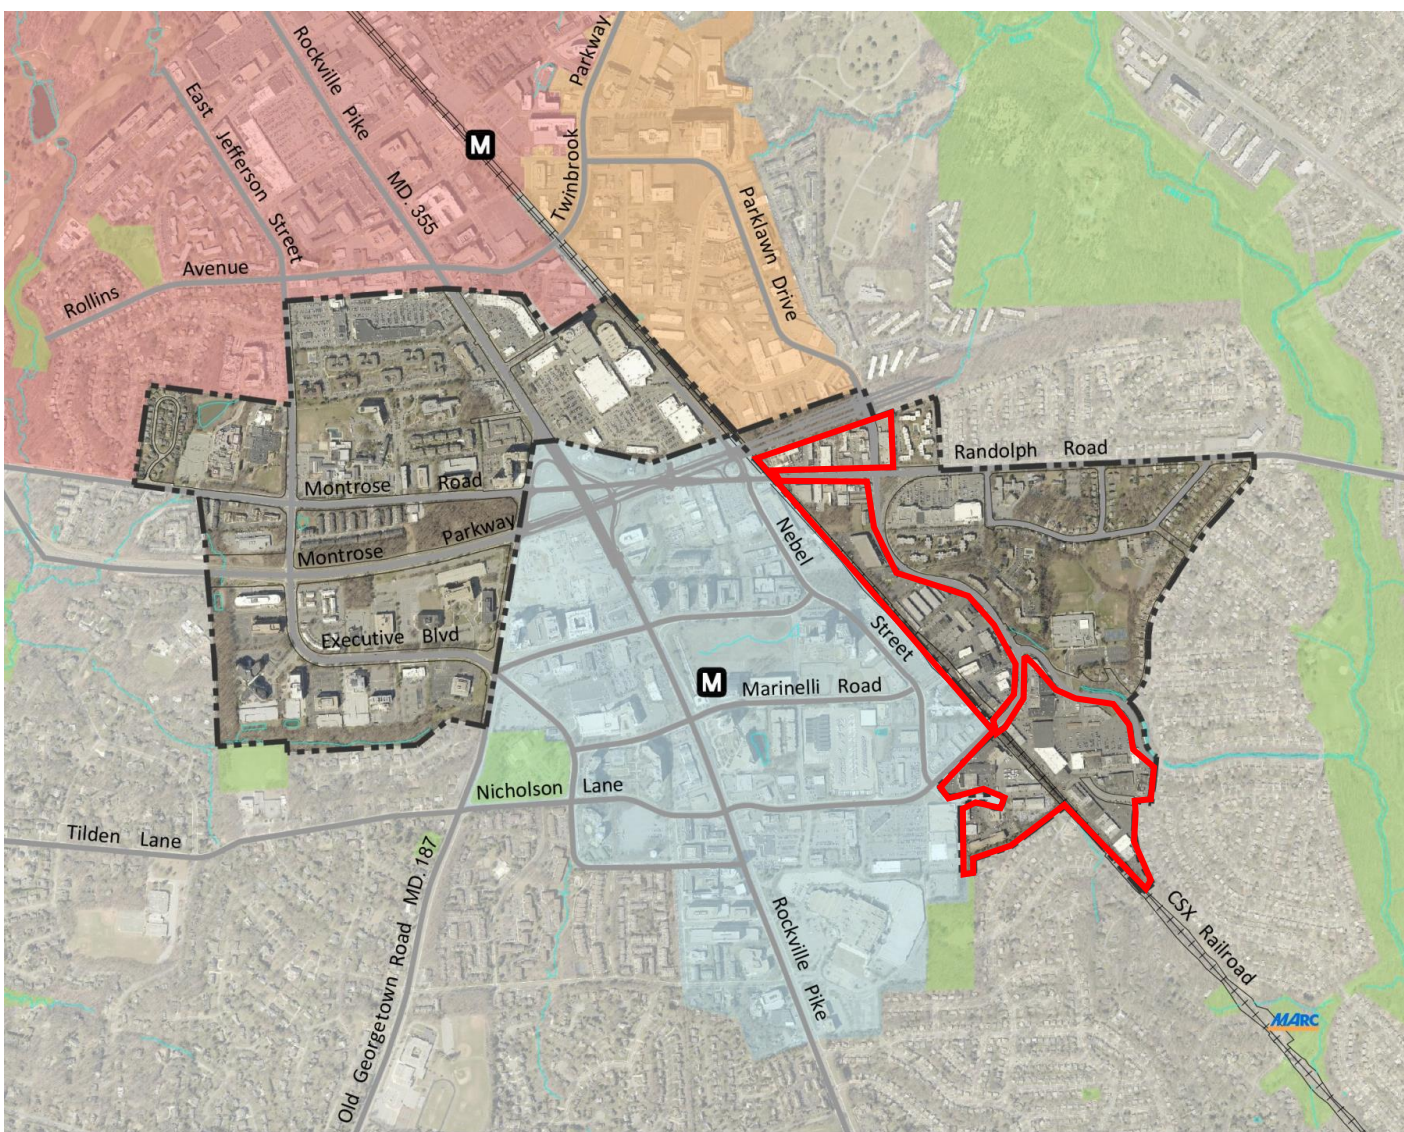 Rockville Pike MD. 355
Parkway
Twinbrook
M
East Jefferson Street
Parklawn Drive
Rollins Avenue
Randolph Road
Montrose Road
Montrose Parkway
Nebel Street
Executive Blvd
M
Marinelli Road
Nicholson Lane
Tilden Lane
Old Georgetown Road MD. 187
Rockville Pike
CSX Railroad
MARC